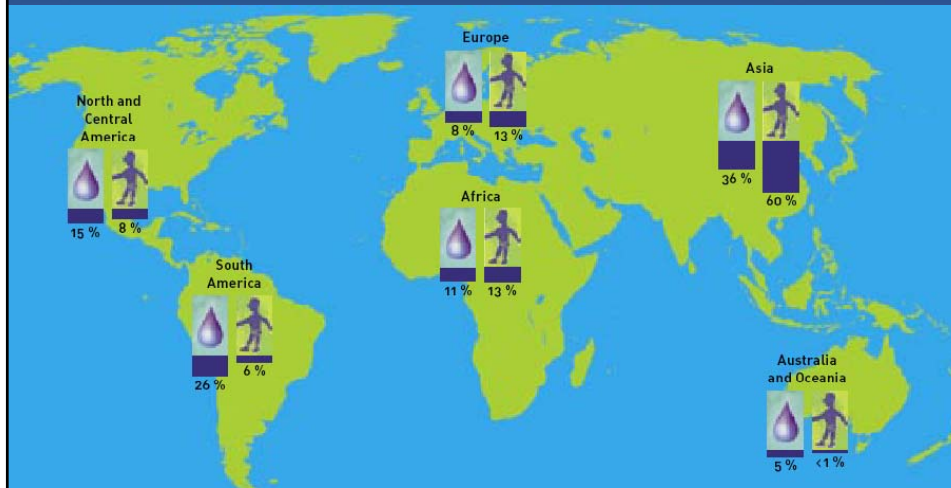 Europe
8 %
13 %
Asia
36 %
60 %
North and
Central
America
15 %
8 %
Africa
11 %
13 %
South
America
26 %
6 %
Australia
and Oceania
5 %
<1 %